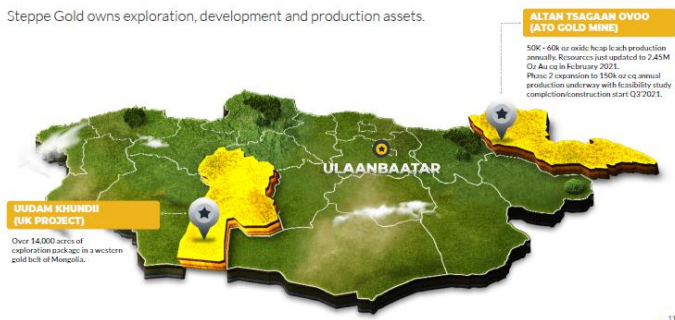 Steppe Gold owns exploration, development and production assets.
ALTAN TSAGAAN OVOO
(ATO GOLD MINE)
50K - 60k oz oxide heap leach production
annually. Resources just updated to 2.45M
Oz Au eq in February 2021.
Phase 2 expansion to 150k oz eq annual
production underway with feasibility study
completion/construction start Q3'2021.
ULAANBAATAR
UUDAM KHUNDII
(UK PROJECT)
Over 14,000 acres of
exploration package in a western
gold belt of Mongolia.
11